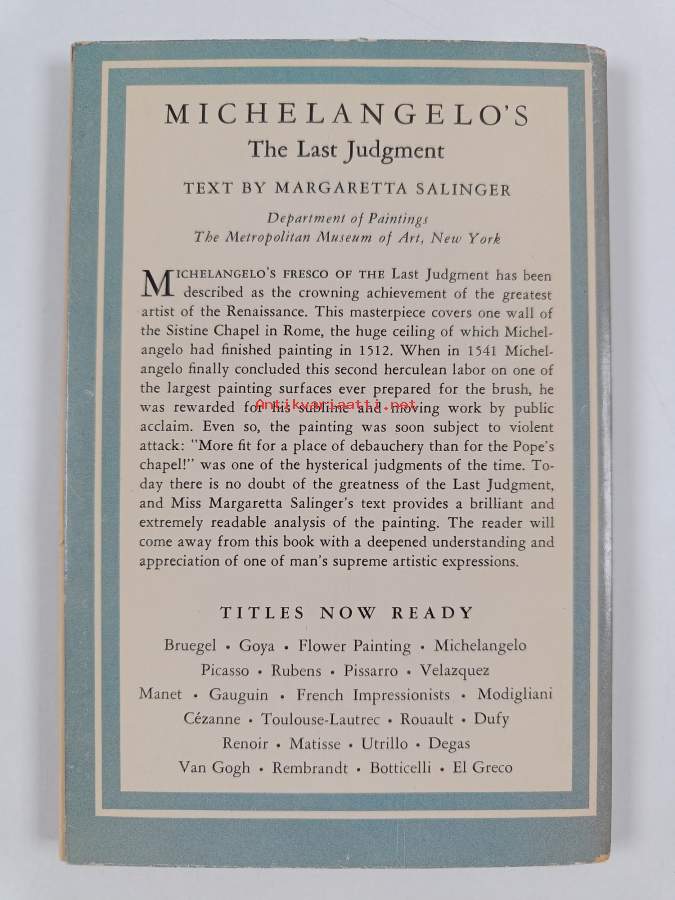 MICHELANGELO'S
The Last Judgment
TEXT BY MARGARETTA SALINGER
Department of Paintings
The Metropolitan Museum of Art, New York
MICHELANGELO'S FRESCO OF THE Last Judgment has been
described as the crowning achievement of the greatest
artist of the Renaissance. This masterpiece covers one wall of
the Sistine Chapel in Rome, the huge ceiling of which Michel-
angelo had finished painting in 1512. When in 1541 Michel-
angelo finally concluded this second herculean labor on one of
the largest painting surfaces ever prepared for the brush, he
was rewarded for his sublime and moving work by public
Antikvariaatti.net
acclaim. Even so, the painting was soon subject to violent
attack: "More fit for a place of debauchery than for the Pope's
chapel!" was one of the hysterical judgments of the time. To-
day there is no doubt of the greatness of the Last Judgment,
and Miss Margaretta Salinger's text provides a brilliant and
extremely readable analysis of the painting. The reader will
come away from this book with a deepened understanding and
appreciation of one of man's supreme artistic expressions.
TITLES NOW READY
Bruegel • Goya • Flower Painting • Michelangelo
Picasso • Rubens • Pissarro • Velazquez
Manet • Gauguin • French Impressionists • Modigliani
Cézanne • Toulouse-Lautrec • Rouault • Dufy
Renoir • Matisse • Utrillo • Degas
Van Gogh • Rembrandt • Botticelli • El Greco